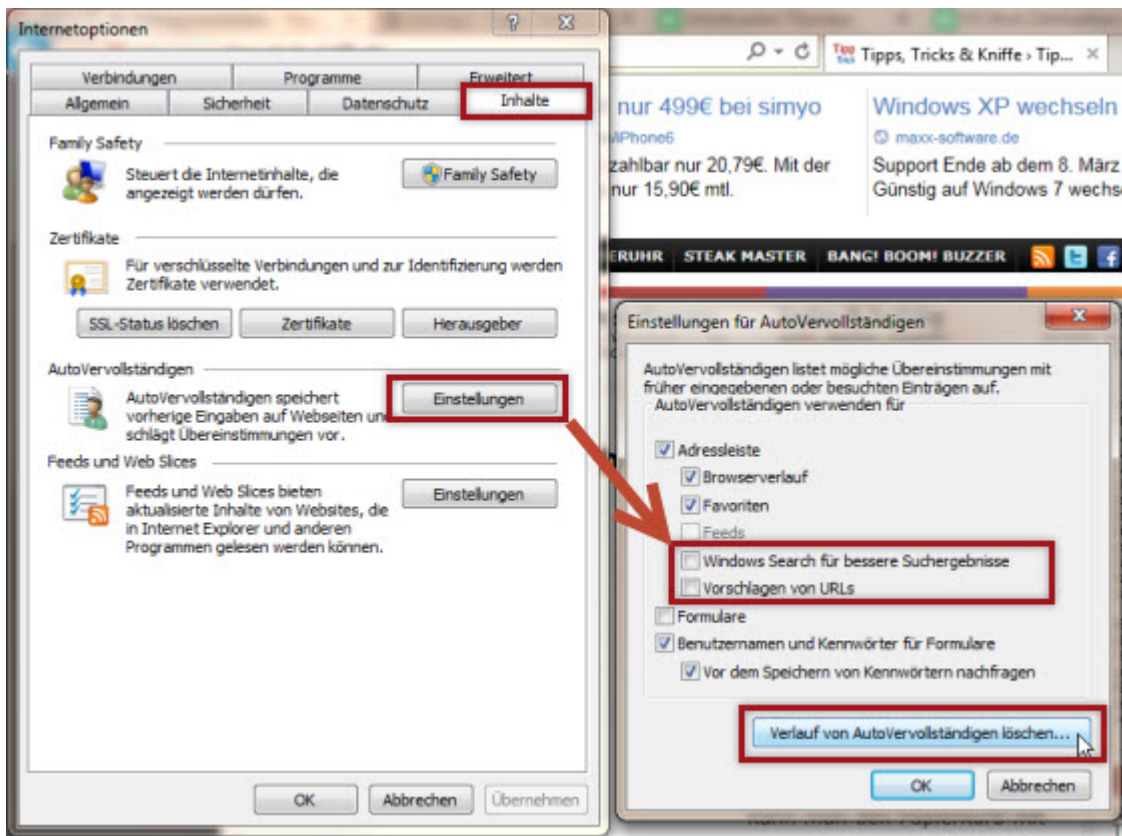 Internetoptionen
Verbindungen
Programme
Erweitert
Allgemein
Sicherheit
Datenschutz
Inhalte
Family Safety
Steuert die Internetinhalte, die
angezeigt werden dürfen.
Family Safety
Zertifikate
Für verschlüsselte Verbindungen und zur Identifizierung werden
Zertifikate verwendet.
SSL-Status löschen
Zertifikate
Herausgeber
AutoVervollständigen
AutoVervollständigen speichert
vorherige Eingaben auf Webseiten und
schlägt Übereinstimmungen vor.
Einstellungen
Feeds und Web Slices
Feeds und Web Slices bieten
aktualisierte Inhalte von Websites, die
in Internet Explorer und anderen
Programmen gelesen werden können.
Einstellungen
OK
Abbrechen
Übernehmen
Tipp
Trick
Tipps, Tricks & Kniffe › Tip...
nur 499€ bei simyo
iPhone6
zahlbar nur 20,79€. Mit der
nur 15,90€ mtl.
Windows XP wechseln
maxx-software.de
Support Ende ab dem 8. März
Günstig auf Windows 7 wechs
ERUHR
STEAK MASTER
BANG! BOOM! BUZZER
Einstellungen für AutoVervollständigen
AutoVervollständigen listet mögliche Übereinstimmungen mit
früher eingegebenen oder besuchten Einträgen auf.
AutoVervollständigen verwenden für
Adressleiste
Browserverlauf
Favoriten
Feeds
Windows Search für bessere Suchergebnisse
Vorschlagen von URLs
Formulare
Benutzernamen und Kennwörter für Formulare
Vor dem Speichern von Kennwörtern nachfragen
Verlauf von AutoVervollständigen löschen...
OK
Abbrechen